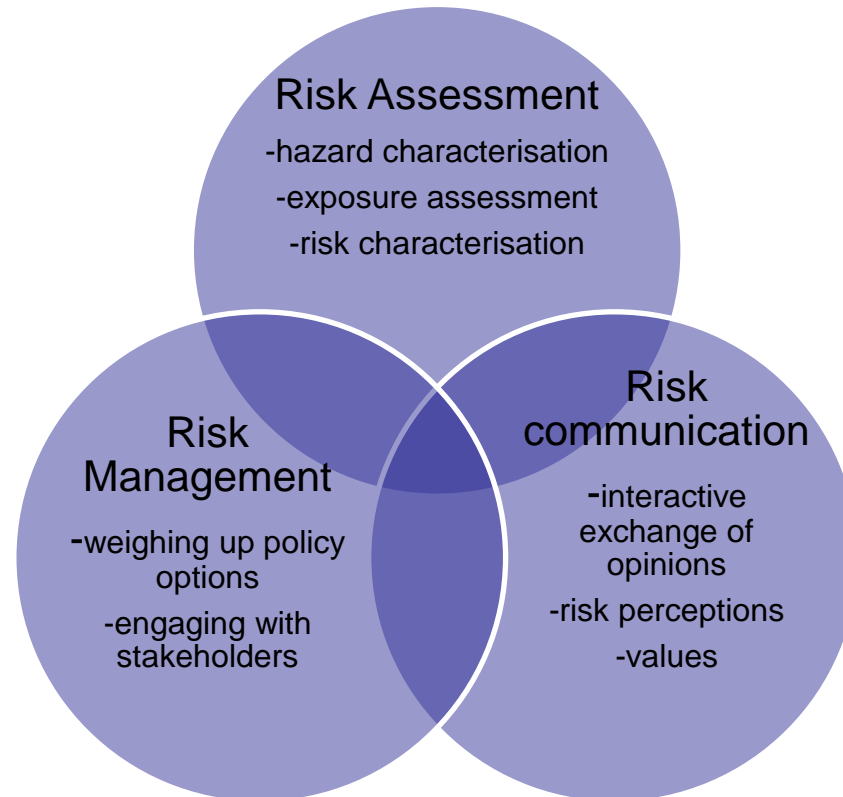 Risk Assessment
-hazard characterisation
-exposure assessment
-risk characterisation
Risk
Management
-weighing up policy
options
-engaging with
stakeholders
Risk
communication
-interactive
exchange of
opinions
-risk perceptions
-values